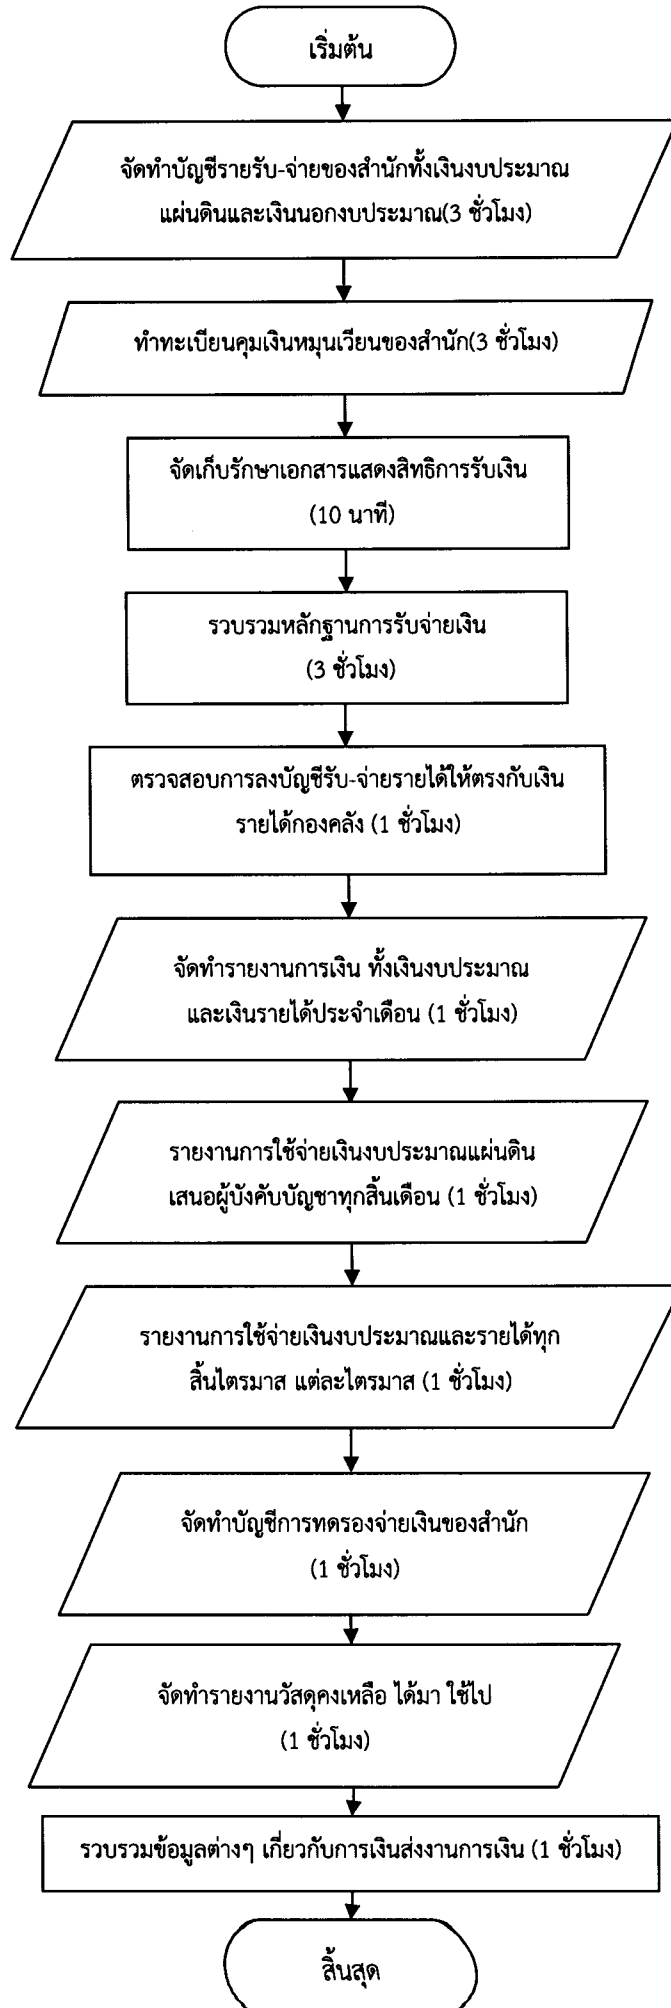 เริ่มต้น
จัดทำบัญชีรายรับ-จ่ายของสำนักทั้งเงินงบประมาณ
แผ่นดินและเงินนอกงบประมาณ(3 ชั่วโมง)
ทำทะเบียนคุมเงินหมุนเวียนของสำนัก(3 ชั่วโมง)
จัดเก็บรักษาเอกสารแสดงสิทธิการรับเงิน
(10 นาที)
รวบรวมหลักฐานการรับจ่ายเงิน
(3 ชั่วโมง)
ตรวจสอบการลงบัญชีรับ-จ่ายรายได้ให้ตรงกับเงิน
รายได้กองคลัง (1 ชั่วโมง)
จัดทำรายงานการเงิน ทั้งเงินงบประมาณ
และเงินรายได้ประจำเดือน (1 ชั่วโมง)
รายงานการใช้จ่ายเงินงบประมาณแผ่นดิน
เสนอผู้บังคับบัญชาทุกสิ้นเดือน (1 ชั่วโมง)
รายงานการใช้จ่ายเงินงบประมาณและรายได้ทุก
สิ้นไตรมาส แต่ละไตรมาส (1 ชั่วโมง)
จัดทำบัญชีการทดรองจ่ายเงินของสำนัก
(1 ชั่วโมง)
จัดทำรายงานวัสดุคงเหลือ ได้มา ใช้ไป
(1 ชั่วโมง)
รวบรวมข้อมูลต่างๆ เกี่ยวกับการเงินส่งงานการเงิน (1 ชั่วโมง)
สิ้นสุด